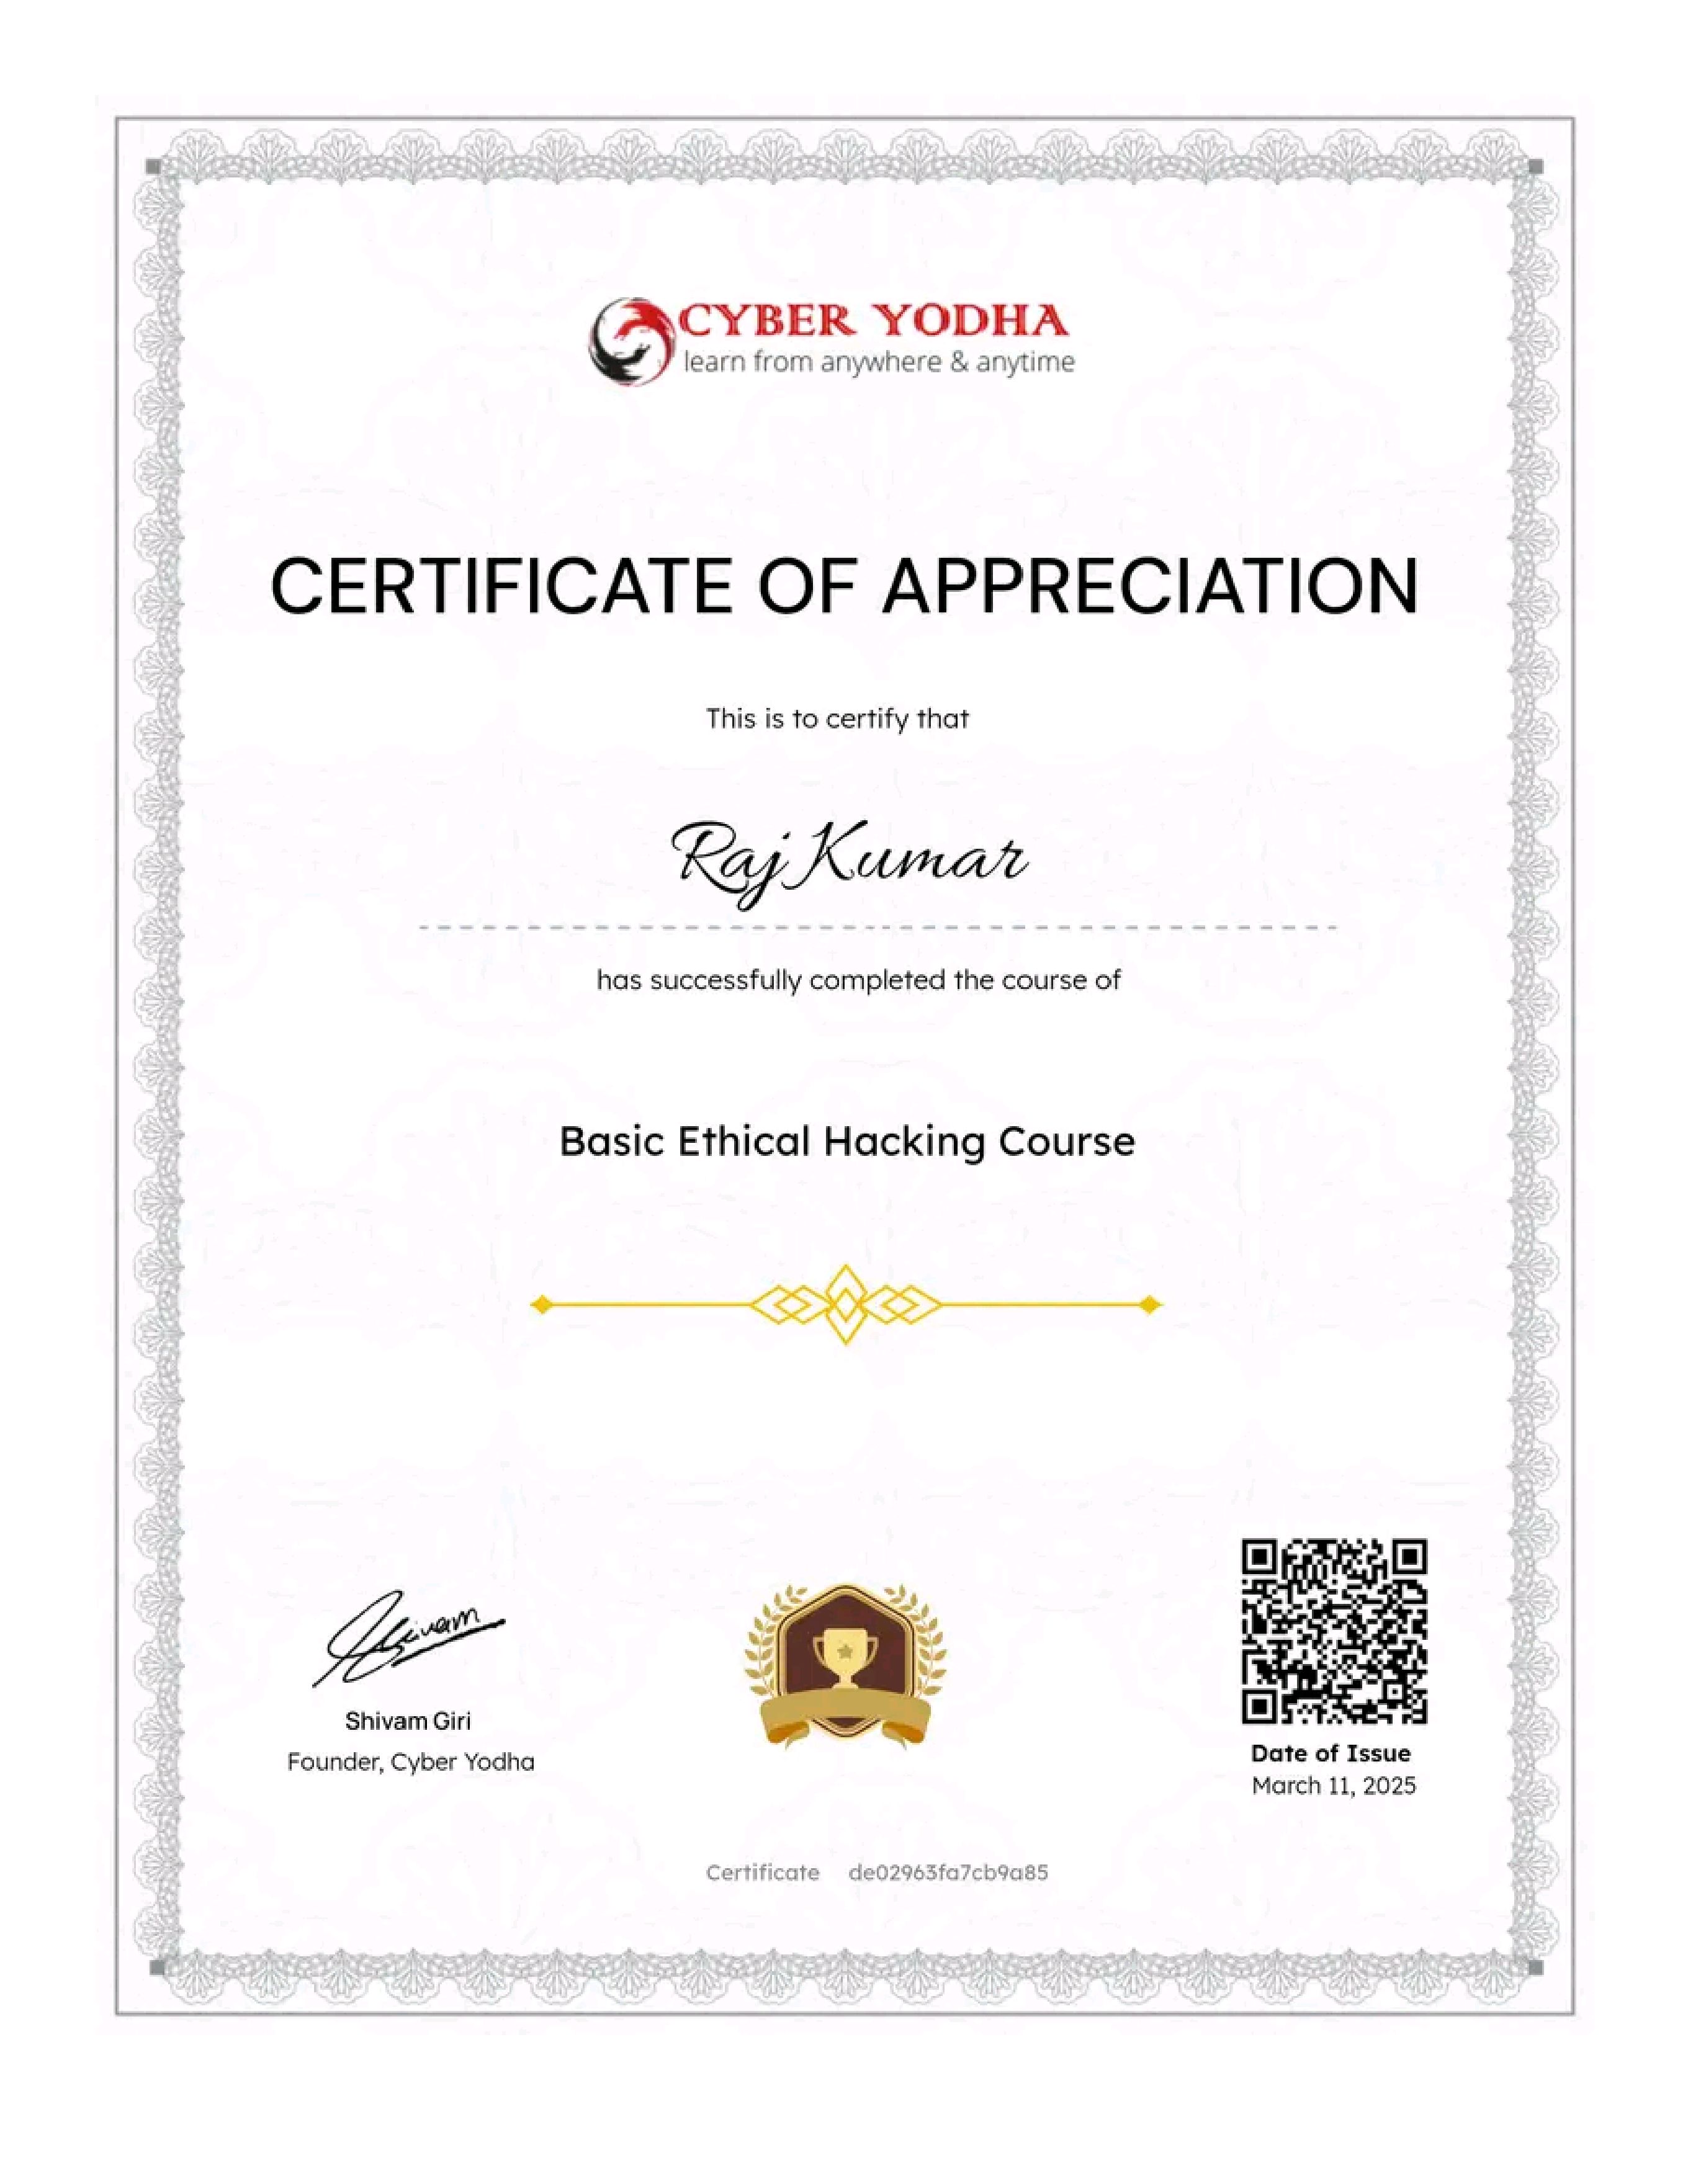 CYBER YODHA
learn from anywhere & anytime
CERTIFICATE OF APPRECIATION
This is to certify that
Raj Kumar
has successfully completed the course of
Basic Ethical Hacking Course
Shivam
Shivam Giri
Founder, Cyber Yodha
Date of Issue
March 11, 2025
Certificate de02963fa7cb9a85